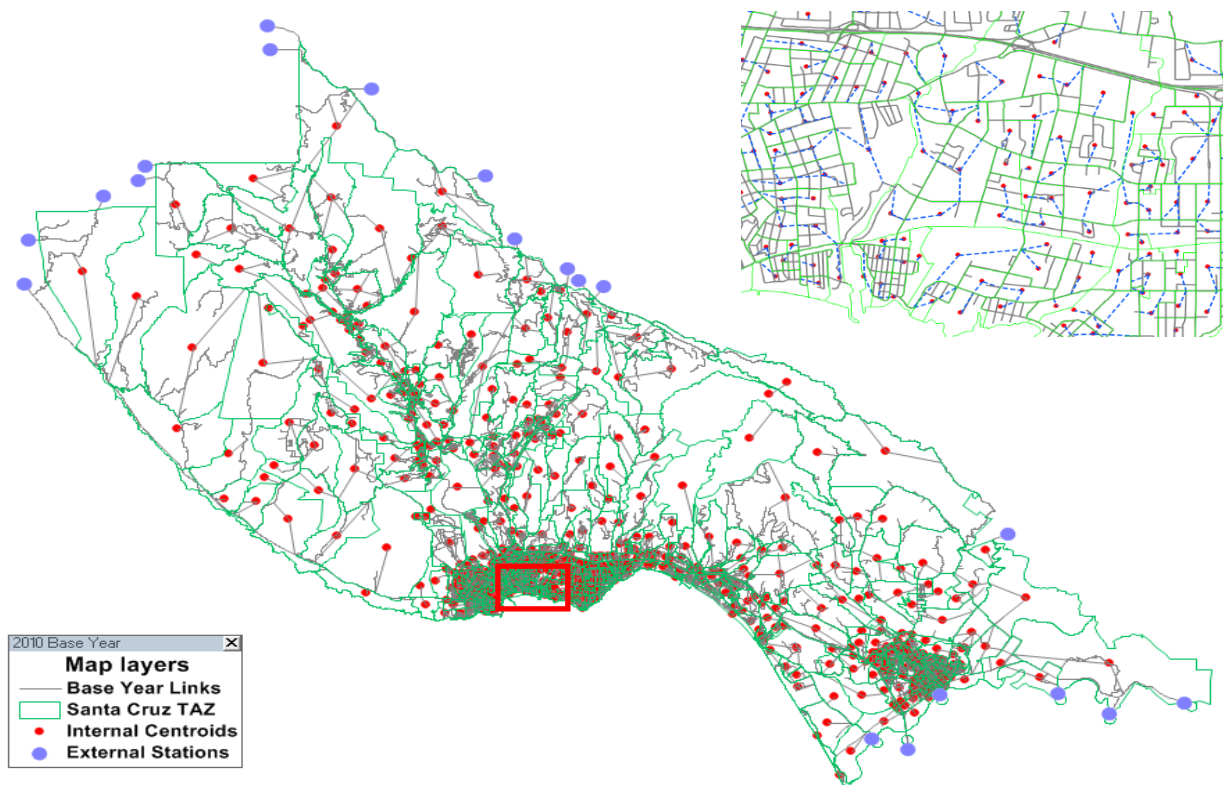 2010 Base Year
Map layers
Base Year Links
Santa Cruz TAZ
Internal Centroids
External Stations